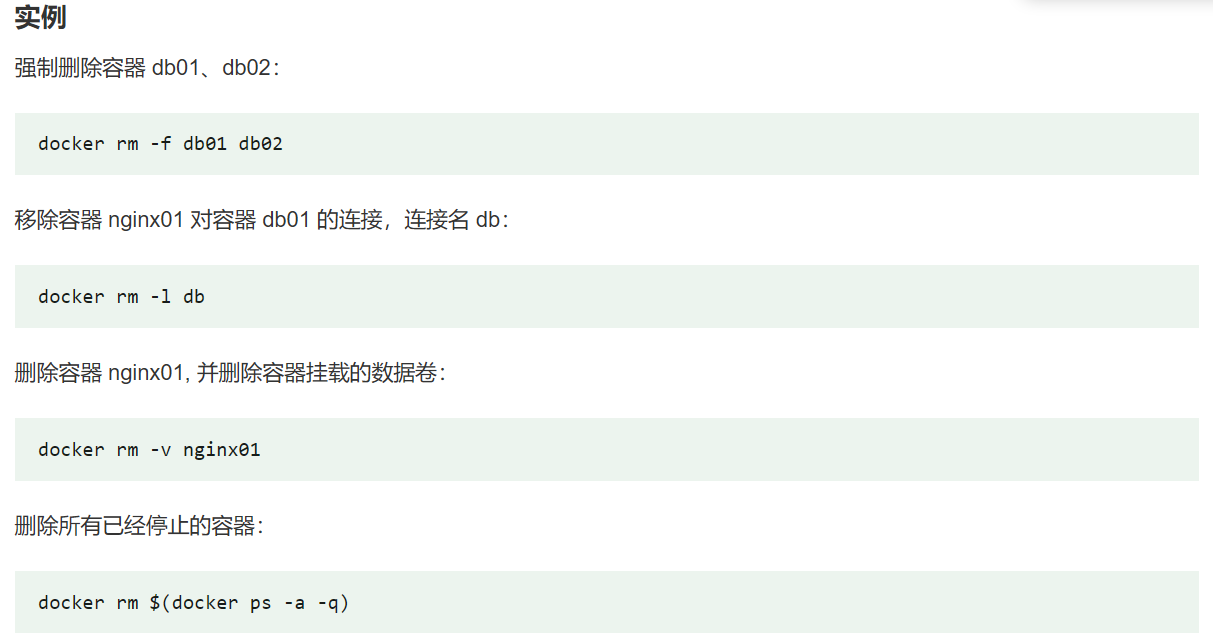 实例
强制删除容器 db01、db02：
docker rm -f db01 db02
移除容器 nginx01 对容器 db01 的连接，连接名 db：
docker rm -l db
删除容器 nginx01, 并删除容器挂载的数据卷：
docker rm -v nginx01
删除所有已经停止的容器：
docker rm $(docker ps -a -q)